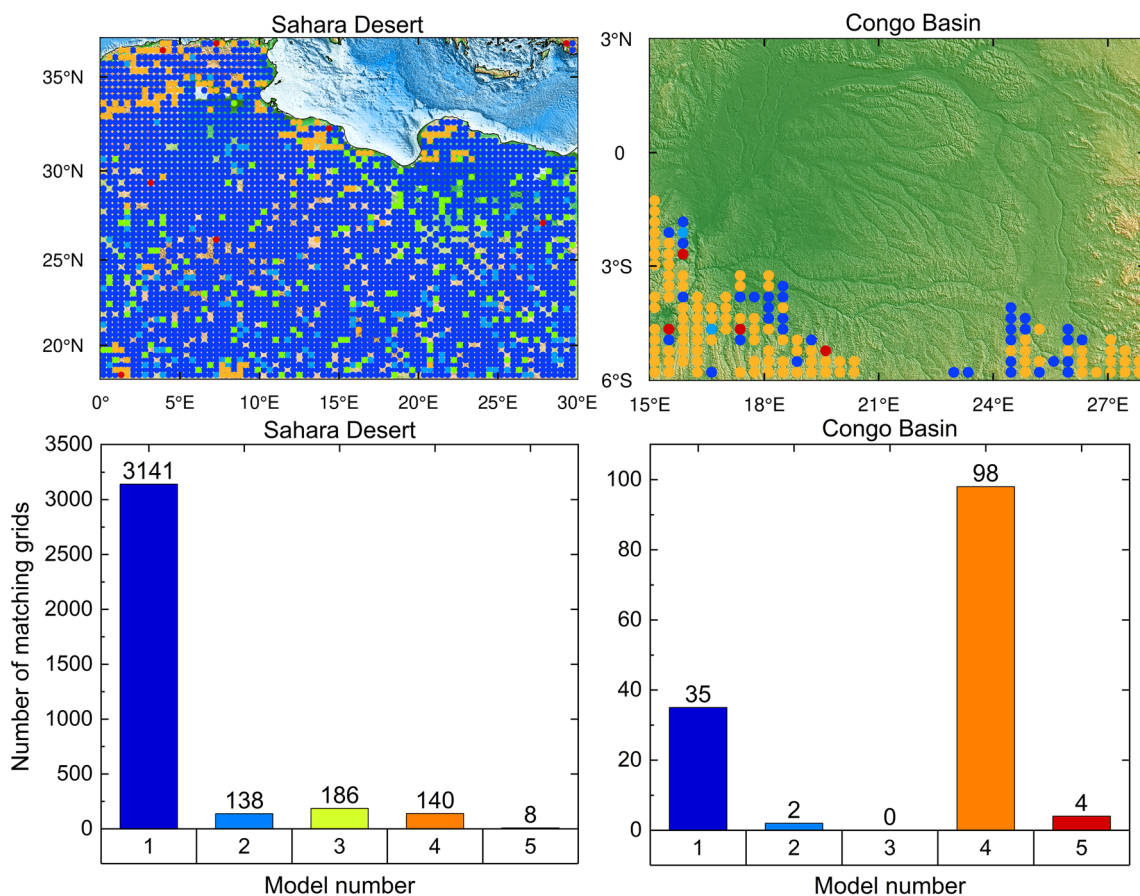 Sahara Desert
Congo Basin
35°N
30°N
25°N
20°N
0°
5°E
10°E
15°E
20°E
25°E
30°E
3°N
0
3°S
6°S
15°E
18°E
21°E
24°E
27°E
Sahara Desert
Congo Basin
Number of matching grids
3500
3000
2500
2000
1500
1000
500
0
3141
138
186
140
8
1 2 3 4 5
Model number
100
80
60
40
20
0
35
2
0
98
4
1 2 3 4 5
Model number